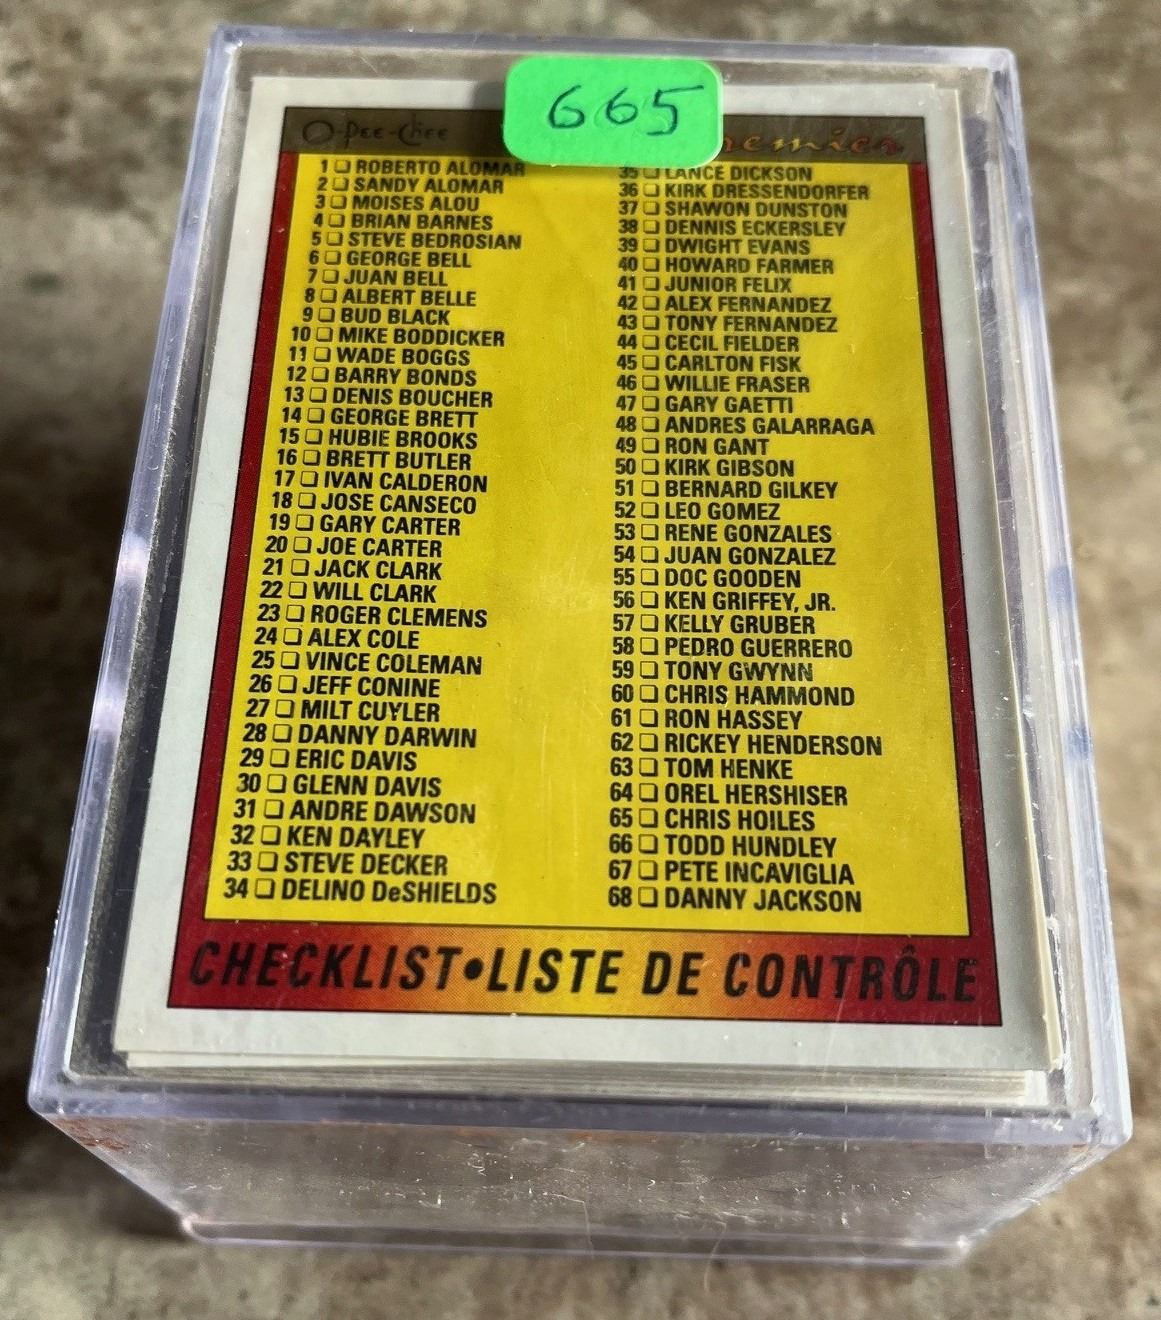 665
O-Pee-Chee Premier
1 ROBERTO ALOMAR
2 SANDY ALOMAR
3 MOISES ALOU
4 BRIAN BARNES
5 STEVE BEDROSIAN
6 GEORGE BELL
7 JUAN BELL
8 ALBERT BELLE
9 BUD BLACK
10 MIKE BODDICKER
11 WADE BOGGS
12 BARRY BONDS
13 DENIS BOUCHER
14 GEORGE BRETT
15 HUBIE BROOKS
16 BRETT BUTLER
17 IVAN CALDERON
18 JOSE CANSECO
19 GARY CARTER
20 JOE CARTER
21 JACK CLARK
22 WILL CLARK
23 ROGER CLEMENS
24 ALEX COLE
25 VINCE COLEMAN
26 JEFF CONINE
27 MILT CUYLER
28 DANNY DARWIN
29 ERIC DAVIS
30 GLENN DAVIS
31 ANDRE DAWSON
32 KEN DAYLEY
33 STEVE DECKER
34 DELINO DeSHIELDS
35 LANCE DICKSON
36 KIRK DRESSENDORFER
37 SHAWON DUNSTON
38 DENNIS ECKERSLEY
39 DWIGHT EVANS
40 HOWARD FARMER
41 JUNIOR FELIX
42 ALEX FERNANDEZ
43 TONY FERNANDEZ
44 CECIL FIELDER
45 CARLTON FISK
46 WILLIE FRASER
47 GARY GAETTI
48 ANDRES GALARRAGA
49 RON GANT
50 KIRK GIBSON
51 BERNARD GILKEY
52 LEO GOMEZ
53 RENE GONZALES
54 JUAN GONZALEZ
55 DOC GOODEN
56 KEN GRIFFEY, JR.
57 KELLY GRUBER
58 PEDRO GUERRERO
59 TONY GWYNN
60 CHRIS HAMMOND
61 RON HASSEY
62 RICKEY HENDERSON
63 TOM HENKE
64 OREL HERSHISER
65 CHRIS HOILES
66 TODD HUNDLEY
67 PETE INCAVIGLIA
68 DANNY JACKSON
CHECKLIST•LISTE DE CONTRÔLE